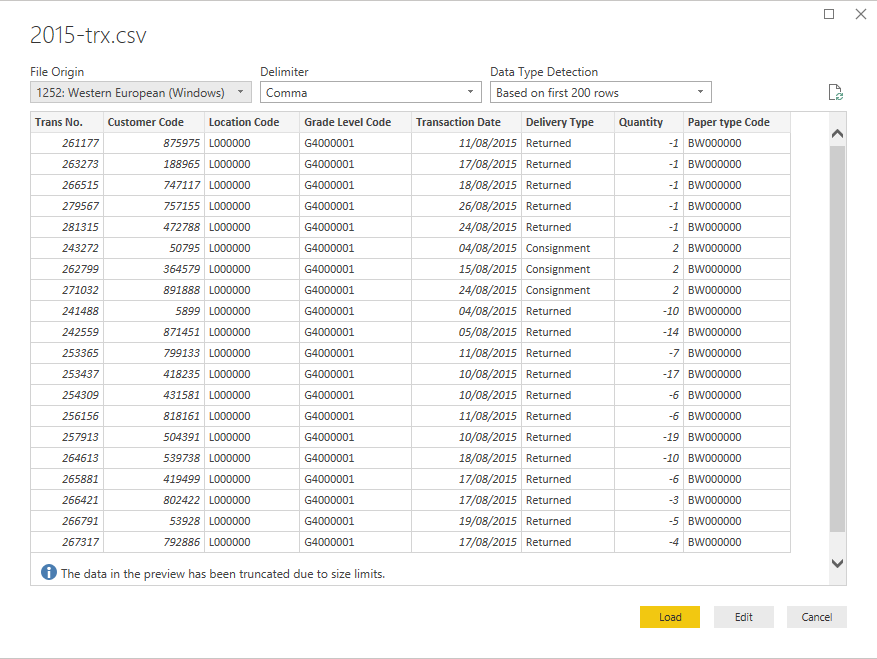 2015-trx.csv
File Origin Delimiter Data Type Detection
1252: Western European (Windows) Comma Based on first 200 rows
Trans No. Customer Code Location Code Grade Level Code Transaction Date Delivery Type Quantity Paper type Code
261177 875975 L000000 G4000001 11/08/2015 Returned -1 BW000000
263273 188965 L000000 G4000001 17/08/2015 Returned -1 BW000000
266515 747117 L000000 G4000001 18/08/2015 Returned -1 BW000000
279567 757155 L000000 G4000001 26/08/2015 Returned -1 BW000000
281315 472788 L000000 G4000001 24/08/2015 Returned -1 BW000000
243272 50795 L000000 G4000001 04/08/2015 Consignment 2 BW000000
262799 364579 L000000 G4000001 15/08/2015 Consignment 2 BW000000
271032 891888 L000000 G4000001 24/08/2015 Consignment 2 BW000000
241488 5899 L000000 G4000001 04/08/2015 Returned -10 BW000000
242559 871451 L000000 G4000001 05/08/2015 Returned -14 BW000000
253365 799133 L000000 G4000001 11/08/2015 Returned -7 BW000000
253437 418235 L000000 G4000001 10/08/2015 Returned -17 BW000000
254309 431581 L000000 G4000001 10/08/2015 Returned -6 BW000000
256156 818161 L000000 G4000001 11/08/2015 Returned -6 BW000000
257913 504391 L000000 G4000001 10/08/2015 Returned -19 BW000000
264613 539738 L000000 G4000001 18/08/2015 Returned -10 BW000000
265881 419499 L000000 G4000001 17/08/2015 Returned -6 BW000000
266421 802422 L000000 G4000001 17/08/2015 Returned -3 BW000000
266791 53928 L000000 G4000001 19/08/2015 Returned -5 BW000000
267317 792886 L000000 G4000001 17/08/2015 Returned -4 BW000000
The data in the preview has been truncated due to size limits.
Load Edit Cancel